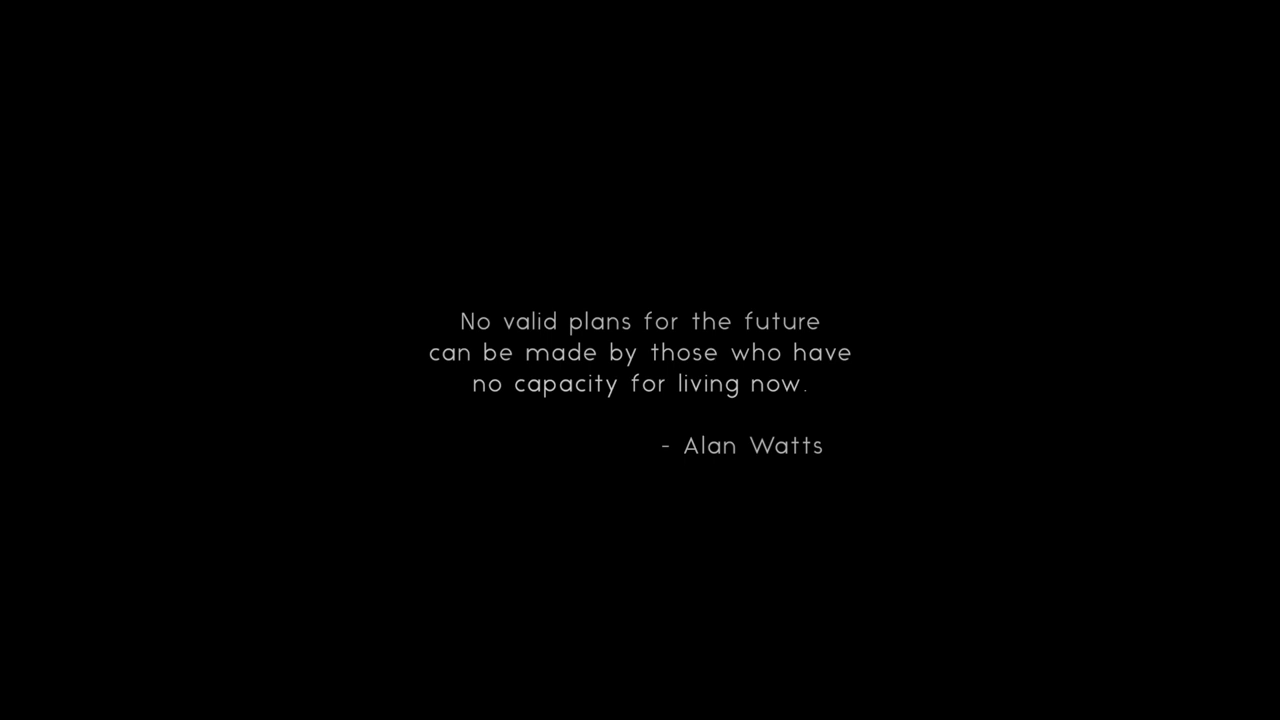 No valid plans for the future
can be made by those who have
no capacity for living now.
- Alan Watts